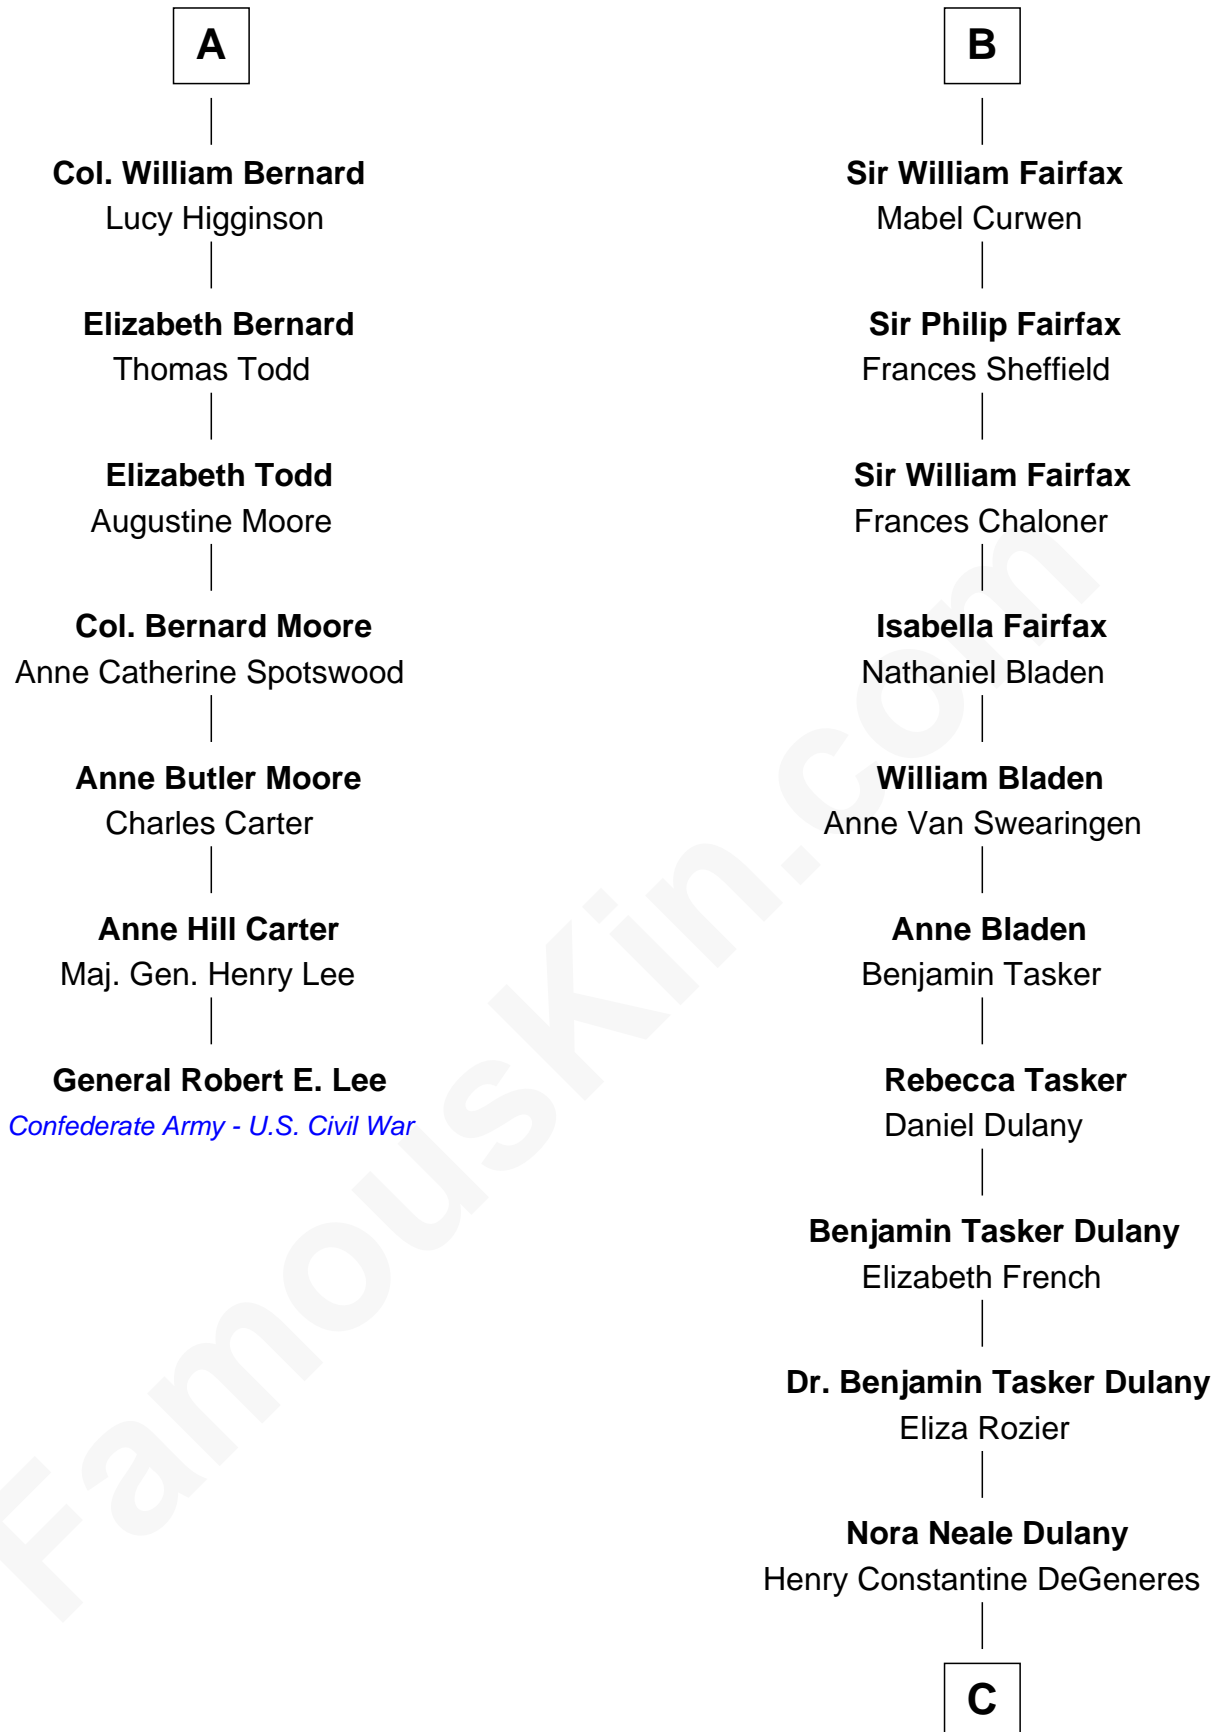 A
Col. William Bernard
Lucy Higginson
Elizabeth Bernard
Thomas Todd
Elizabeth Todd
Augustine Moore
Col. Bernard Moore
Anne Catherine Spotswood
Anne Butler Moore
Charles Carter
Anne Hill Carter
Maj. Gen. Henry Lee
General Robert E. Lee
Confederate Army - U.S. Civil War
B
Sir William Fairfax
Mabel Curwen
Sir Philip Fairfax
Frances Sheffield
Sir William Fairfax
Frances Chaloner
Isabella Fairfax
Nathaniel Bladen
William Bladen
Anne Van Swearingen
Anne Bladen
Benjamin Tasker
Rebecca Tasker
Daniel Dulany
Benjamin Tasker Dulany
Elizabeth French
Dr. Benjamin Tasker Dulany
Eliza Rozier
Nora Neale Dulany
Henry Constantine DeGeneres
C
FamousKin.com